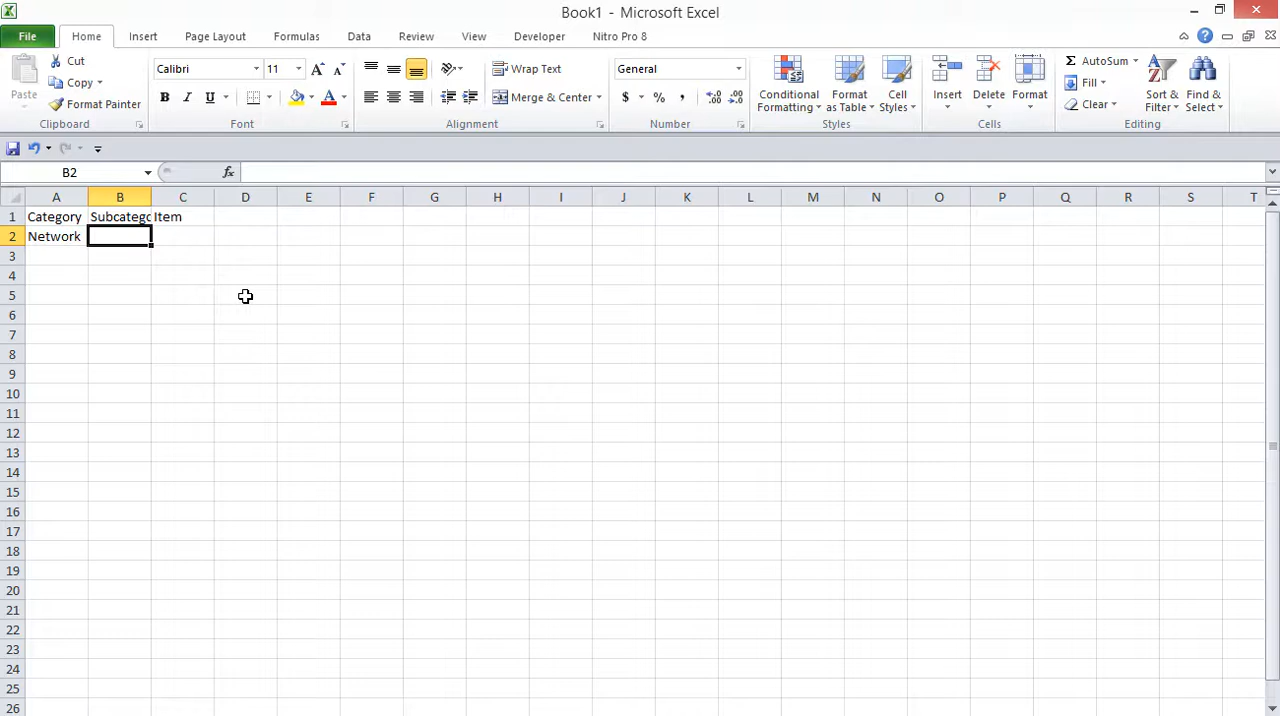 Book1 - Microsoft Excel
File Home Insert Page Layout Formulas Data Review View Developer Nitro Pro 8
Paste Cut Copy Format Painter Clipboard
Calibri 11 B I U Font
Wrap Text Merge & Center Alignment
General $ % , Number
Conditional Formatting Format as Table Cell Styles Styles
Insert Delete Format Cells
Σ AutoSum Fill Clear Sort & Filter Find & Select Editing
B2 fx
A B C D E F G H I J K L M N O P Q R S T
1 Category Subcatego Item
2 Network
3
4
5
6
7
8
9
10
11
12
13
14
15
16
17
18
19
20
21
22
23
24
25
26